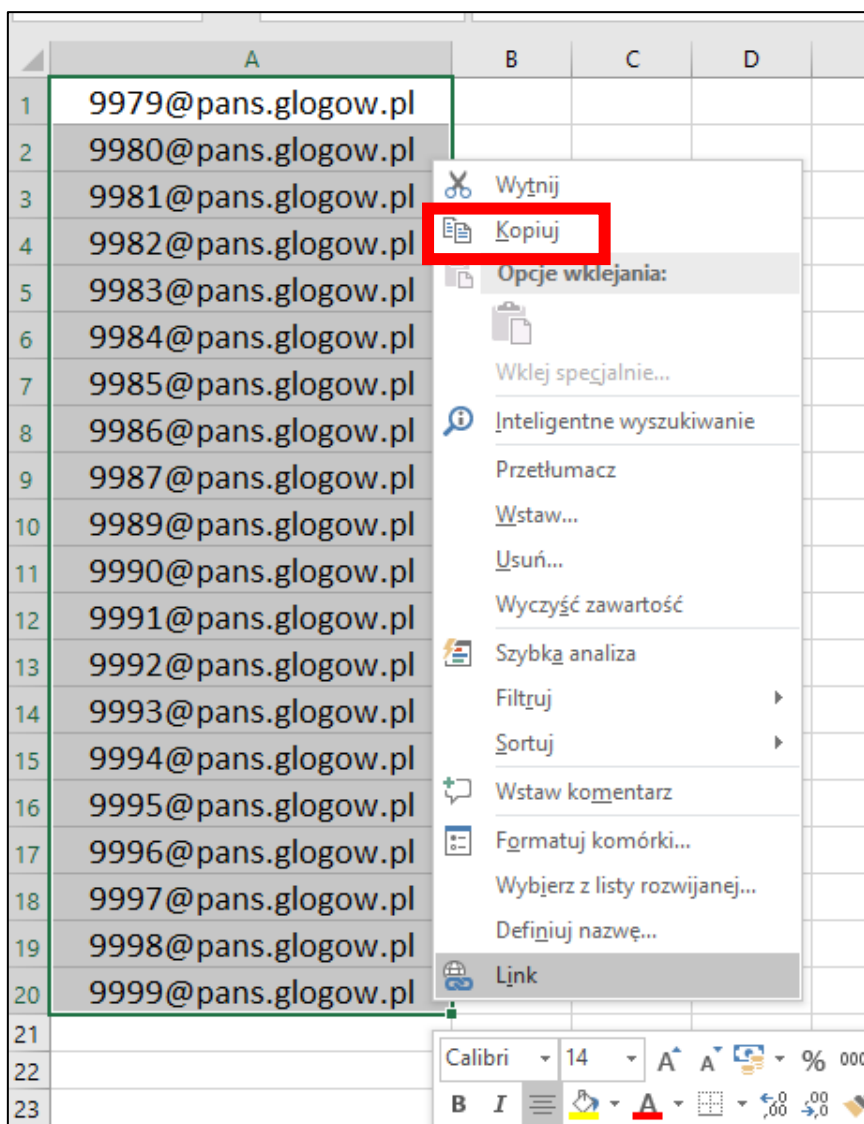 A B C D
1 9979@pans.glogow.pl
2 9980@pans.glogow.pl
3 9981@pans.glogow.pl
4 9982@pans.glogow.pl
5 9983@pans.glogow.pl
6 9984@pans.glogow.pl
7 9985@pans.glogow.pl
8 9986@pans.glogow.pl
9 9987@pans.glogow.pl
10 9989@pans.glogow.pl
11 9990@pans.glogow.pl
12 9991@pans.glogow.pl
13 9992@pans.glogow.pl
14 9993@pans.glogow.pl
15 9994@pans.glogow.pl
16 9995@pans.glogow.pl
17 9996@pans.glogow.pl
18 9997@pans.glogow.pl
19 9998@pans.glogow.pl
20 9999@pans.glogow.pl
21
22
23
Wytnij
Kopiuj
Opcje wklejania:
Wklej specjalnie...
Inteligentne wyszukiwanie
Przetłumacz
Wstaw...
Usuń...
Wyczyść zawartość
Szybka analiza
Filtruj
Sortuj
Wstaw komentarz
Formatuj komórki...
Wybierz z listy rozwijanej...
Definiuj nazwę...
Link
Calibri 14 A A % 000
B I A ,00 ,0 ,00 ,0